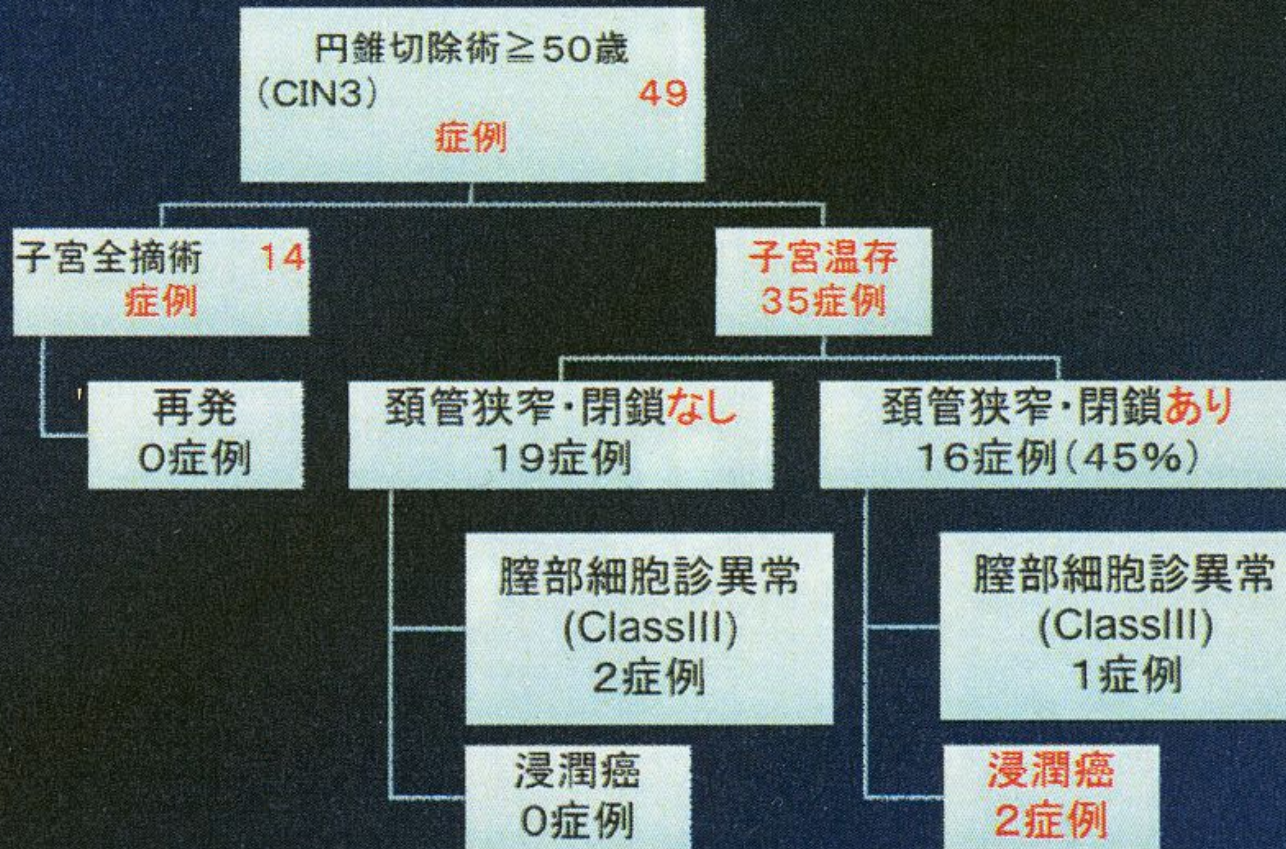 円錐切除術≧50歳
(CIN3) 49
症例
子宮全摘術 14
症例
子宮温存
35症例
再発
0症例
頚管狭窄・閉鎖なし
19症例
頚管狭窄・閉鎖あり
16症例(45%)
膣部細胞診異常
(ClassIII)
2症例
膣部細胞診異常
(ClassIII)
1症例
浸潤癌
0症例
浸潤癌
2症例